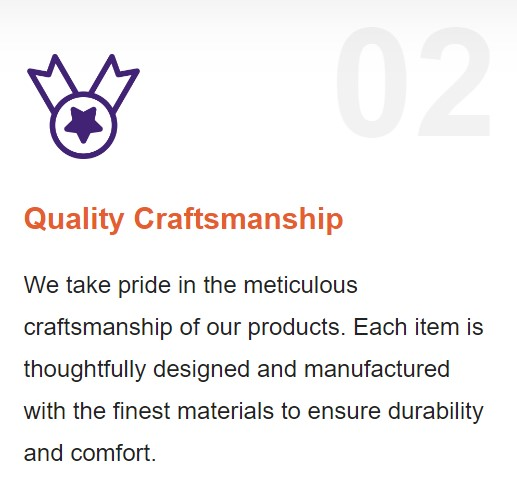 02
Quality Craftsmanship
We take pride in the meticulous
craftsmanship of our products. Each item is
thoughtfully designed and manufactured
with the finest materials to ensure durability
and comfort.